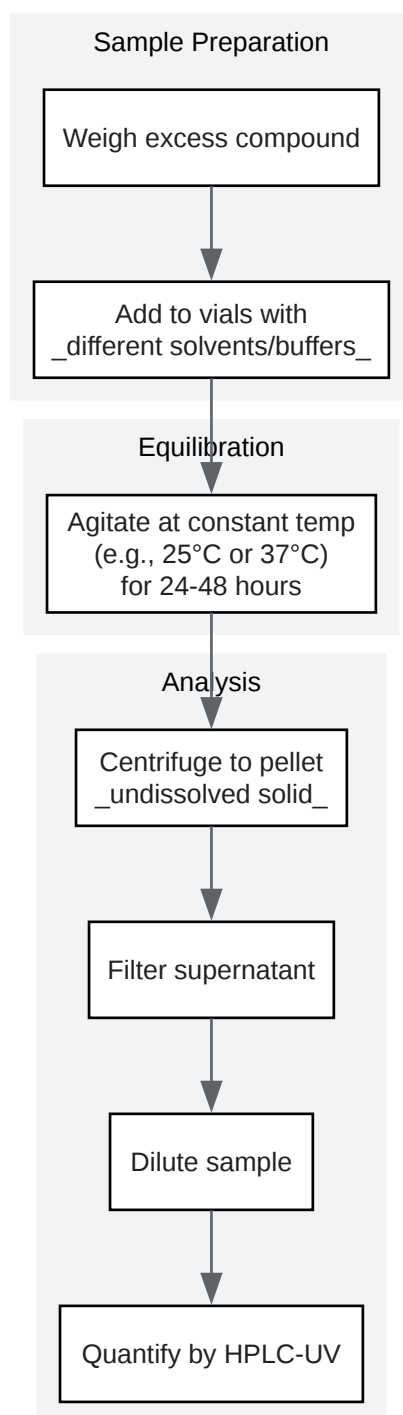 Sample Preparation
Weigh excess compound
Add to vials with
_different solvents/buffers_
Equilibration
Agitate at constant temp
(e.g., 25°C or 37°C)
for 24-48 hours
Analysis
Centrifuge to pellet
_undissolved solid_
Filter supernatant
Dilute sample
Quantify by HPLC-UV